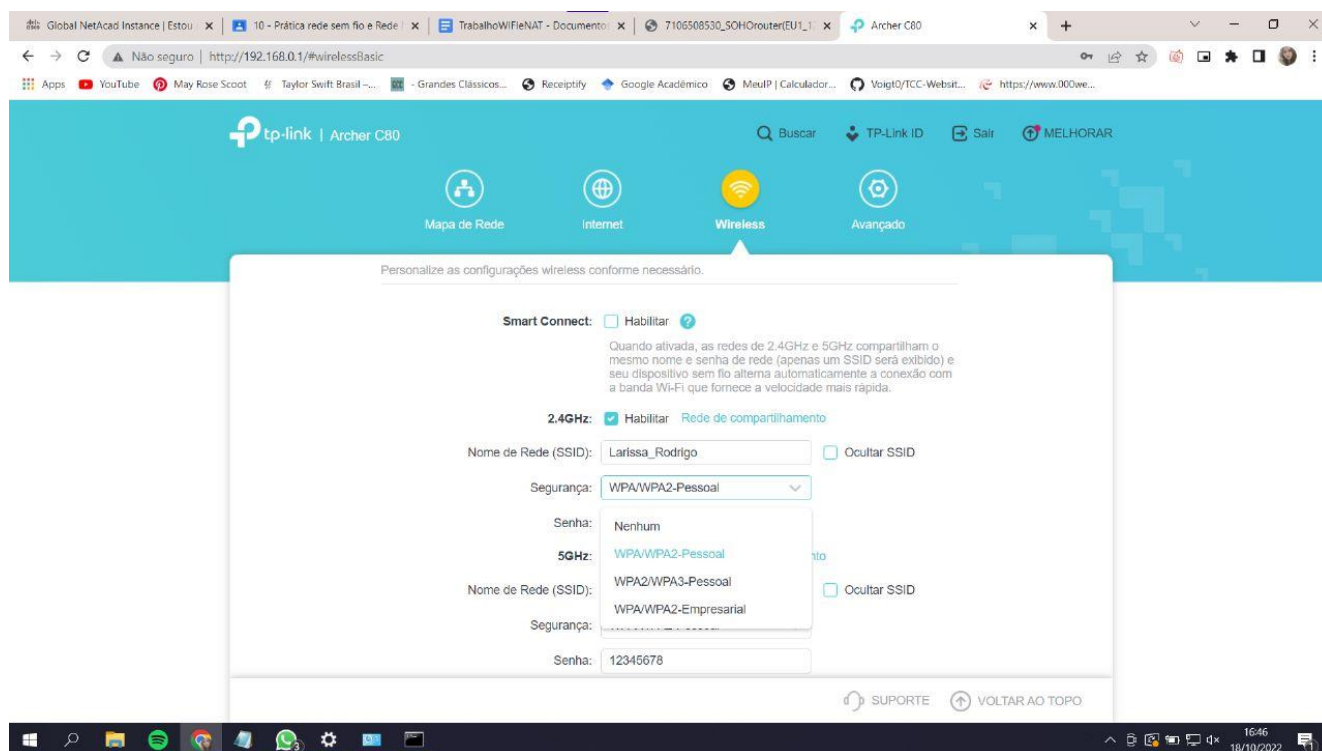 Global NetAcad Instance | Estou
10 - Prática rede sem fio e Rede
TrabalhoWIFIeNAT - Documento
7106508530_SOHOrouter(EU1_1
Archer C80
Não seguro | http://192.168.0.1/#wirelessBasic
Apps
YouTube
May Rose Scoot
Taylor Swift Brasil –...
- Grandes Clássicos...
Receiptify
Google Acadêmico
MeuIP | Calculador...
Voigt0/TCC-Websit...
https://www.000we...
tp-link | Archer C80
Buscar
TP-Link ID
Sair
MELHORAR
Mapa de Rede
Internet
Wireless
Avançado
Personalize as configurações wireless conforme necessário.
Smart Connect: Habilitar ?
Quando ativada, as redes de 2.4GHz e 5GHz compartilham o
mesmo nome e senha de rede (apenas um SSID será exibido) e
seu dispositivo sem fio alterna automaticamente a conexão com
a banda Wi-Fi que fornece a velocidade mais rápida.
2.4GHz: Habilitar Rede de compartilhamento
Nome de Rede (SSID): Larissa_Rodrigo Ocultar SSID
Segurança: WPA/WPA2-Pessoal
Senha:
Nenhum
5GHz:
WPA/WPA2-Pessoal
nto
WPA2/WPA3-Pessoal
Nome de Rede (SSID): Ocultar SSID
WPA/WPA2-Empresarial
Segurança:
Senha: 12345678
SUPORTE
VOLTAR AO TOPO
3
16:46
18/10/2022
1